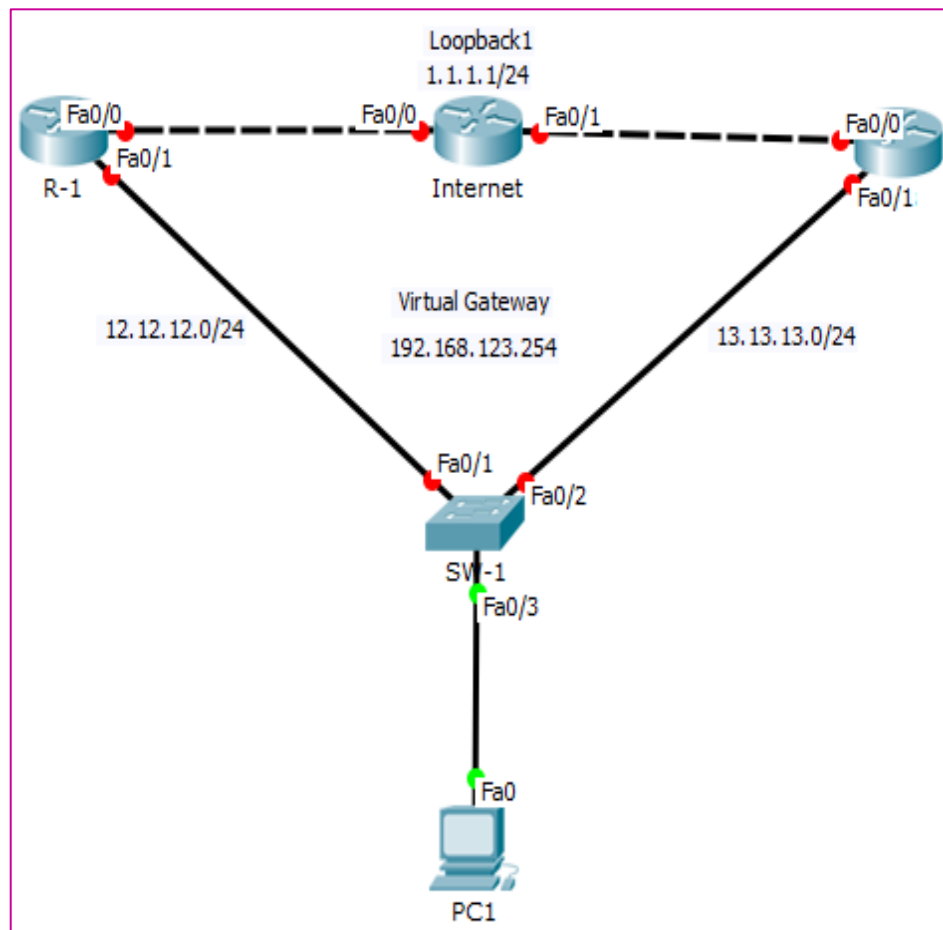 Loopback1
1.1.1.1/24
Fa0/0
Fa0/0
Fa0/1
Fa0/0
Fa0/1
Fa0/1
R-1
Internet
Virtual Gateway
192.168.123.254
12.12.12.0/24
13.13.13.0/24
Fa0/1
Fa0/2
SW-1
Fa0/3
Fa0
PC1